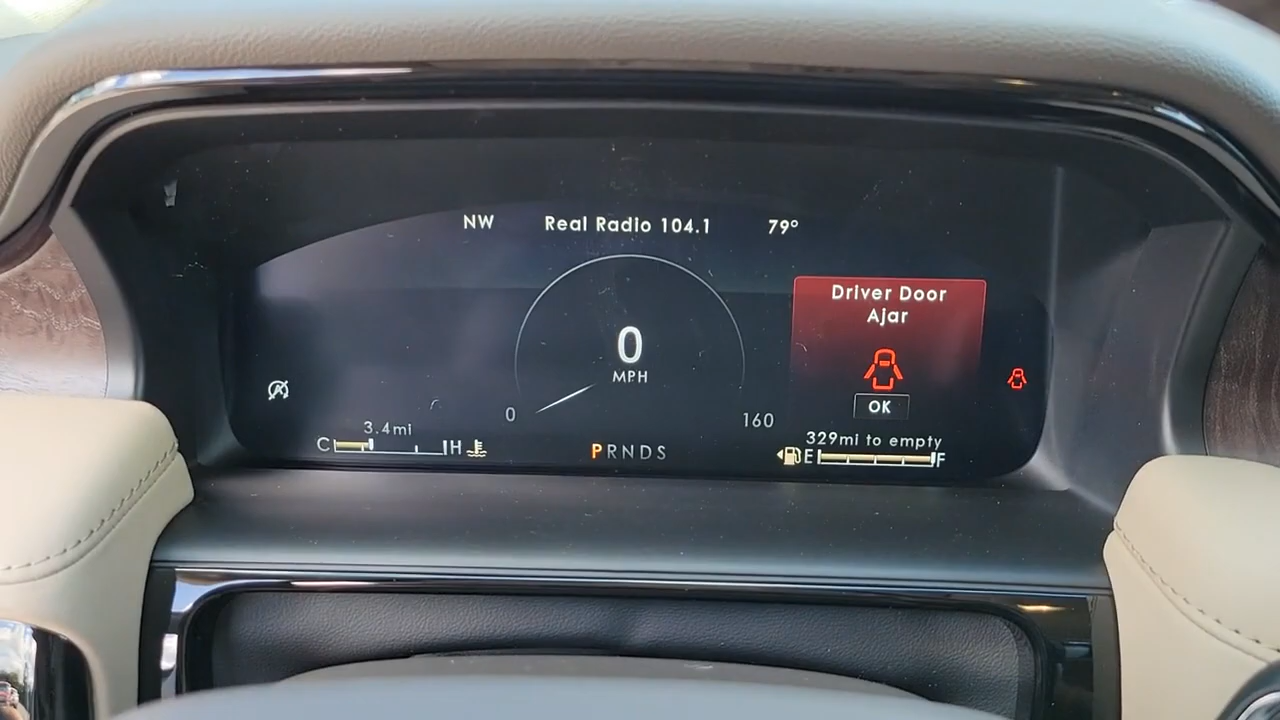 NW Real Radio 104.1 79°
Driver Door
Ajar
0
MPH
OK
0 160
3.4mi
C H
PRNDS
329mi to empty
E F